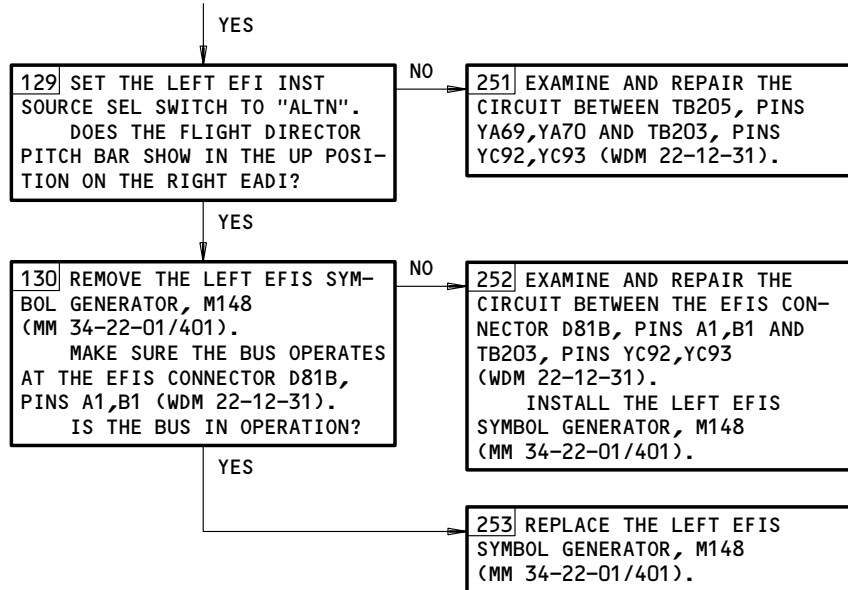 YES
129 SET THE LEFT EFI INST
SOURCE SEL SWITCH TO "ALTN".
DOES THE FLIGHT DIRECTOR
PITCH BAR SHOW IN THE UP POSI-
TION ON THE RIGHT EADI?
NO
251 EXAMINE AND REPAIR THE
CIRCUIT BETWEEN TB205, PINS
YA69,YA70 AND TB203, PINS
YC92,YC93 (WDM 22-12-31).
YES
130 REMOVE THE LEFT EFIS SYM-
BOL GENERATOR, M148
(MM 34-22-01/401).
MAKE SURE THE BUS OPERATES
AT THE EFIS CONNECTOR D81B,
PINS A1,B1 (WDM 22-12-31).
IS THE BUS IN OPERATION?
NO
252 EXAMINE AND REPAIR THE
CIRCUIT BETWEEN THE EFIS CON-
NECTOR D81B, PINS A1,B1 AND
TB203, PINS YC92,YC93
(WDM 22-12-31).
INSTALL THE LEFT EFIS
SYMBOL GENERATOR, M148
(MM 34-22-01/401).
YES
253 REPLACE THE LEFT EFIS
SYMBOL GENERATOR, M148
(MM 34-22-01/401).